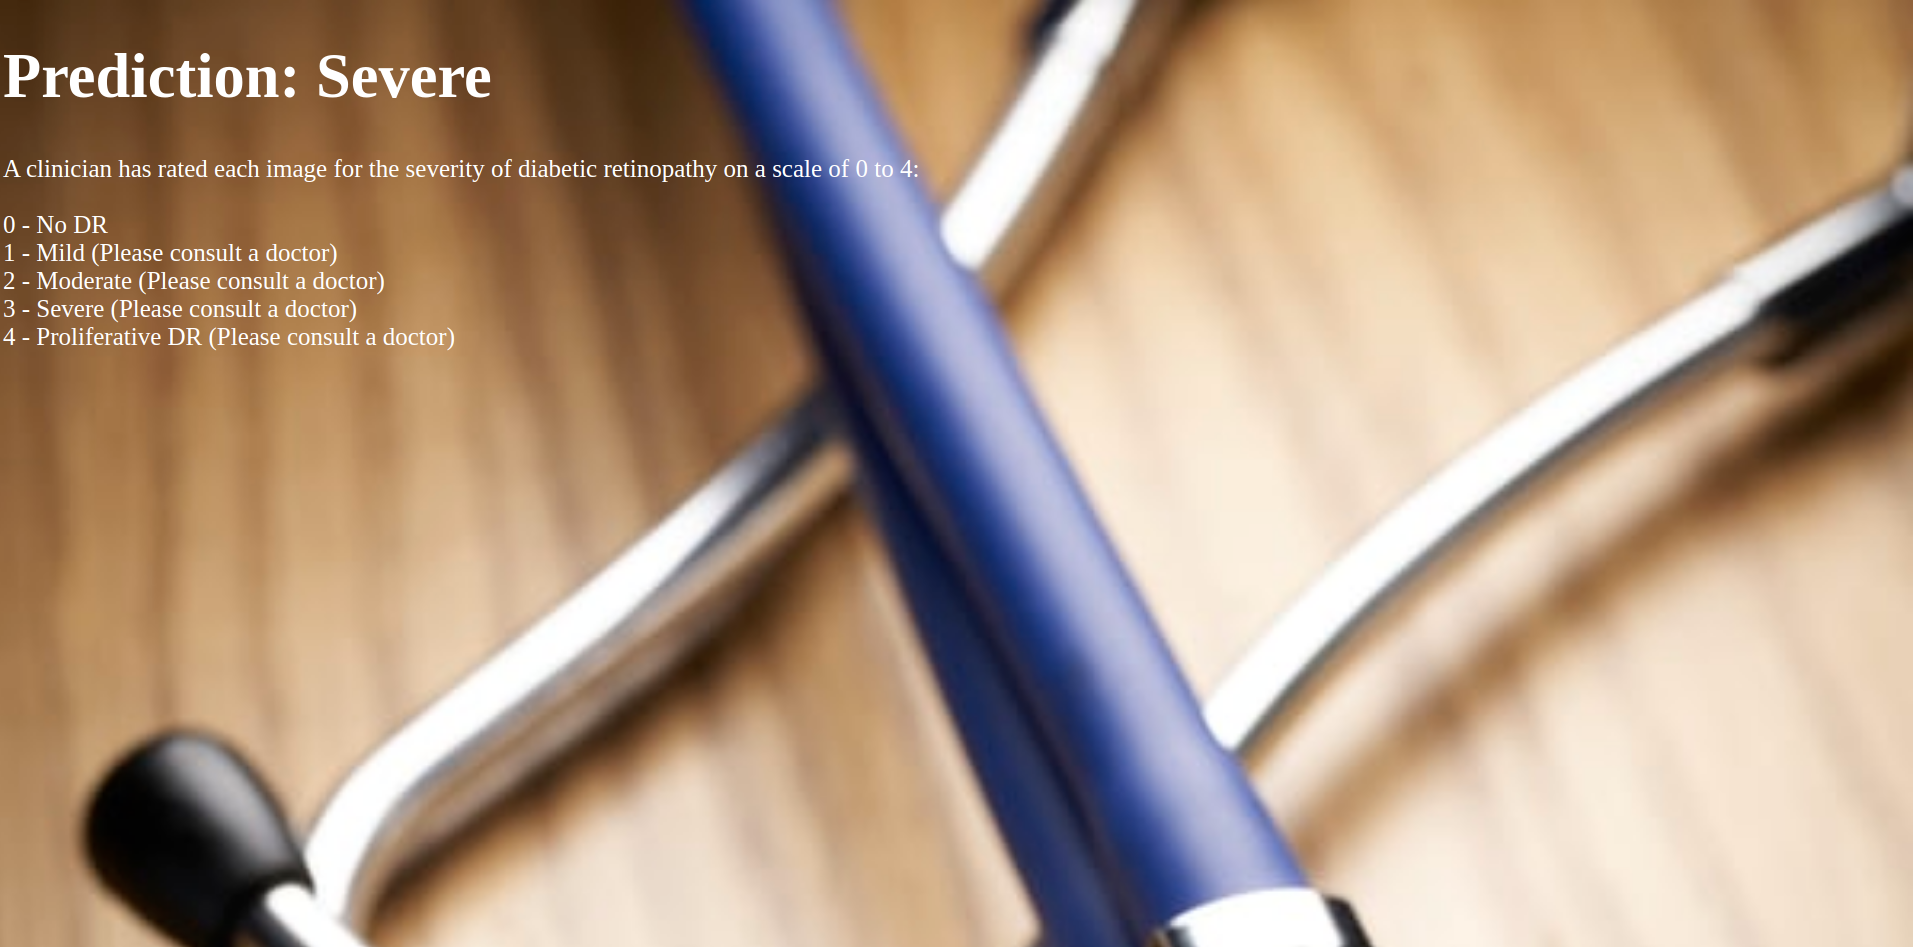 Prediction: Severe
A clinician has rated each image for the severity of diabetic retinopathy on a scale of 0 to 4:
0 - No DR
1 - Mild (Please consult a doctor)
2 - Moderate (Please consult a doctor)
3 - Severe (Please consult a doctor)
4 - Proliferative DR (Please consult a doctor)